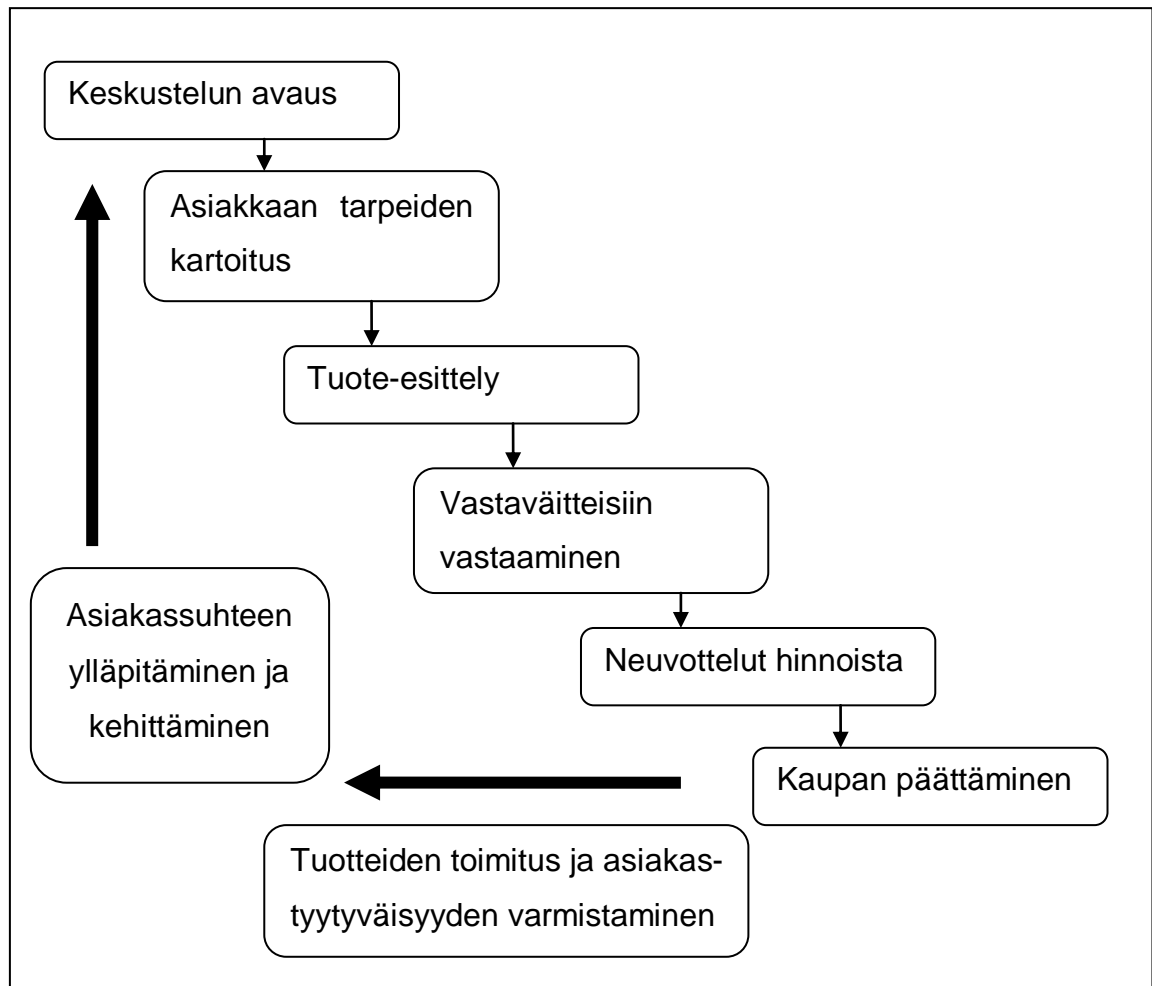 Keskustelun avaus
Asiakkaan tarpeiden
kartoitus
Tuote-esittely
Vastaväitteisiin
vastaaminen
Neuvottelut hinnoista
Kaupan päättäminen
Tuotteiden toimitus ja asiakas-
tyytyväisyyden varmistaminen
Asiakassuhteen
ylläpitäminen ja
kehittäminen